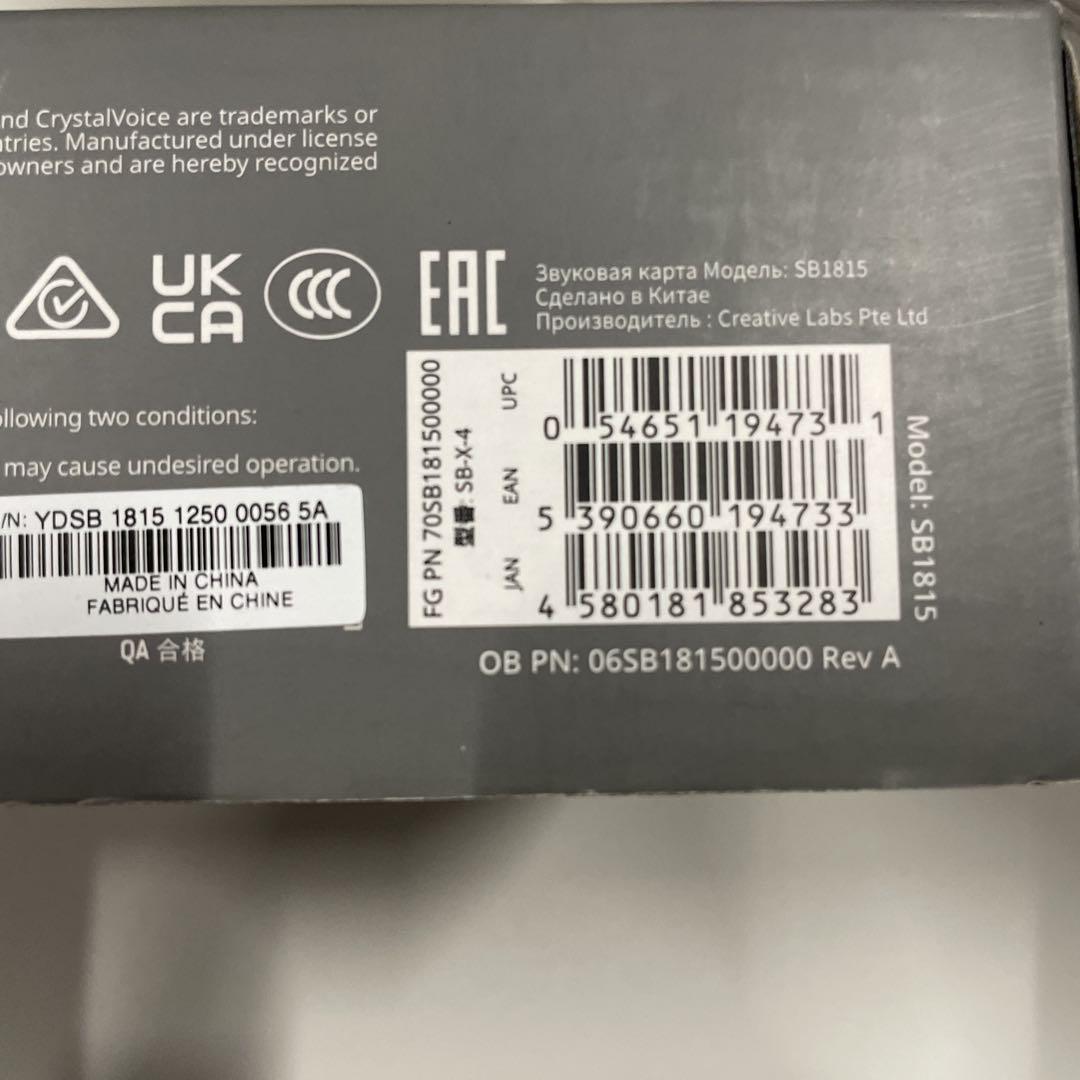 nd CrystalVoice are trademarks or
ntries. Manufactured under license
owners and are hereby recognized
UK
CA
CCC
EAC
Звуковая карта Модель: SB1815
Сделано в Китае
Производитель : Creative Labs Pte Ltd
ollowing two conditions:
may cause undesired operation.
/N: YDSB 1815 1250 0056 5A
MADE IN CHINA
FABRIQUÉ EN CHINE
QA 合格
FG PN 70SB181500000
型番: SB-X-4
UPC
0 54651 19473 1
EAN
5 390660 194733
JAN
4 580181 853283
Model: SB1815
OB PN: 06SB181500000 Rev A